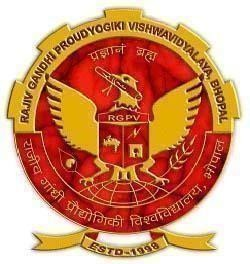 RAJIV GANDHI PROUDYOGIKI VISHWAVIDYALAYA, BHOPAL
प्रज्ञानं ब्रह्म
RGPV
राजीव गांधी प्रौद्योगिकी विश्वविद्यालय, भोपाल
ESTD-1998